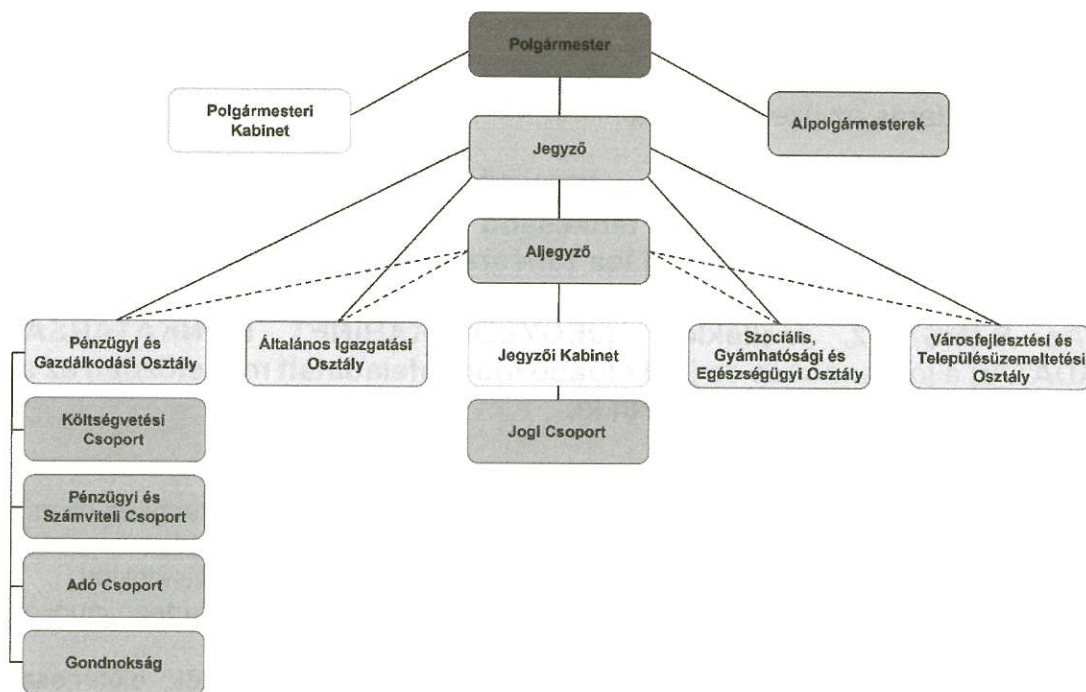 Polgármester
Polgármesteri
Kabinet
Alpolgármesterek
Jegyző
Aljegyző
Pénzügyi és
Gazdálkodási Osztály
Általános Igazgatási
Osztály
Jegyzői Kabinet
Szociális,
Gyámhatósági és
Egészségügyi Osztály
Városfejlesztési és
Településüzemeltetési
Osztály
Költségvetési
Csoport
Jogi Csoport
Pénzügyi és
Számviteli Csoport
Adó Csoport
Gondnokság